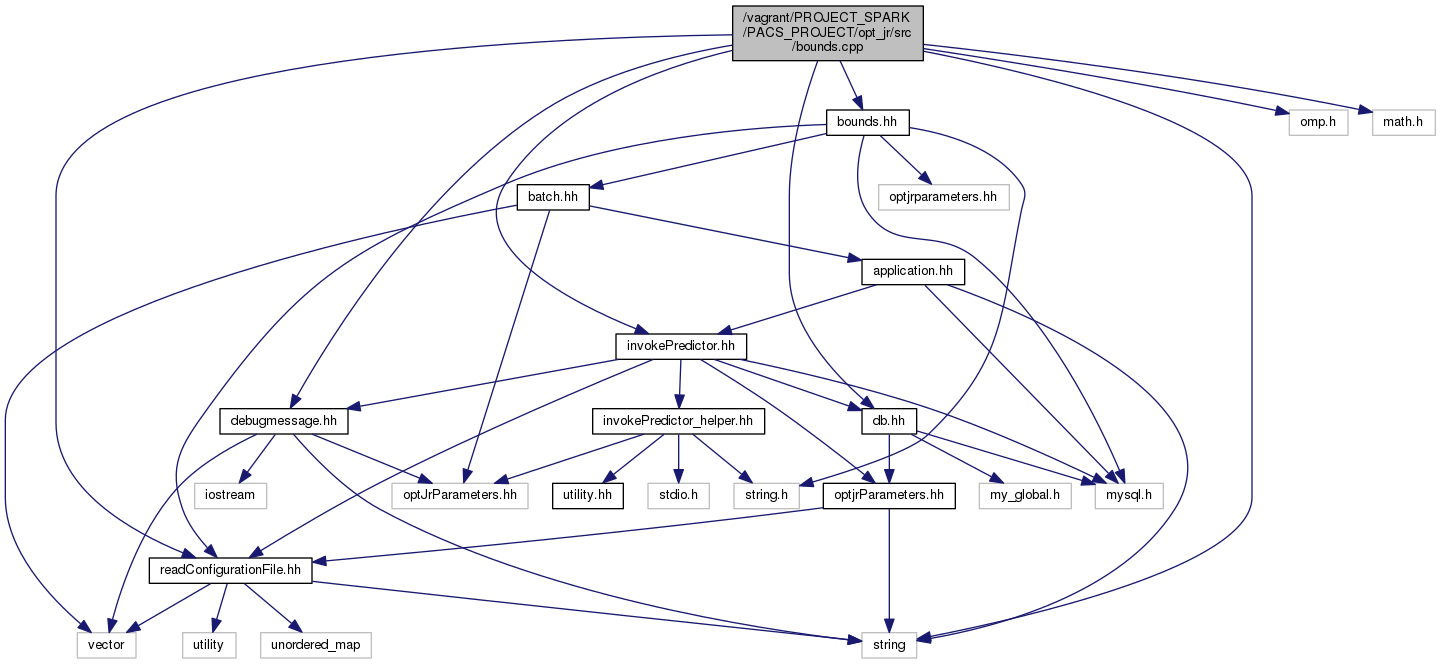 /vagrant/PROJECT_SPARK
/PACS_PROJECT/opt_jr/src
/bounds.cpp
bounds.hh
omp.h
math.h
batch.hh
optjrparameters.hh
application.hh
invokePredictor.hh
debugmessage.hh
invokePredictor_helper.hh
db.hh
iostream
optJrParameters.hh
utility.hh
stdio.h
string.h
optjrParameters.hh
my_global.h
mysql.h
readConfigurationFile.hh
vector
utility
unordered_map
string